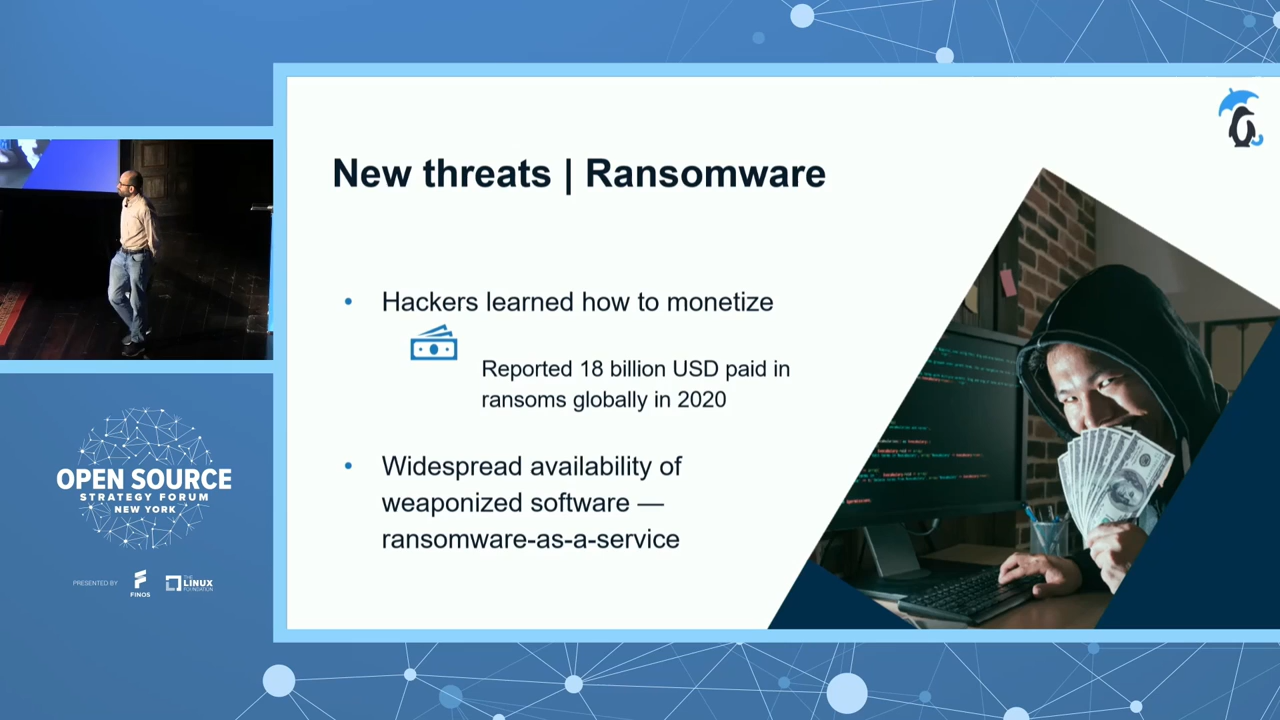 New threats | Ransomware
• Hackers learned how to monetize
Reported 18 billion USD paid in
ransoms globally in 2020
• Widespread availability of
weaponized software —
ransomware-as-a-service
OPEN SOURCE
STRATEGY FORUM
NEW YORK
PRESENTED BY
FINOS
THE
LINUX
FOUNDATION